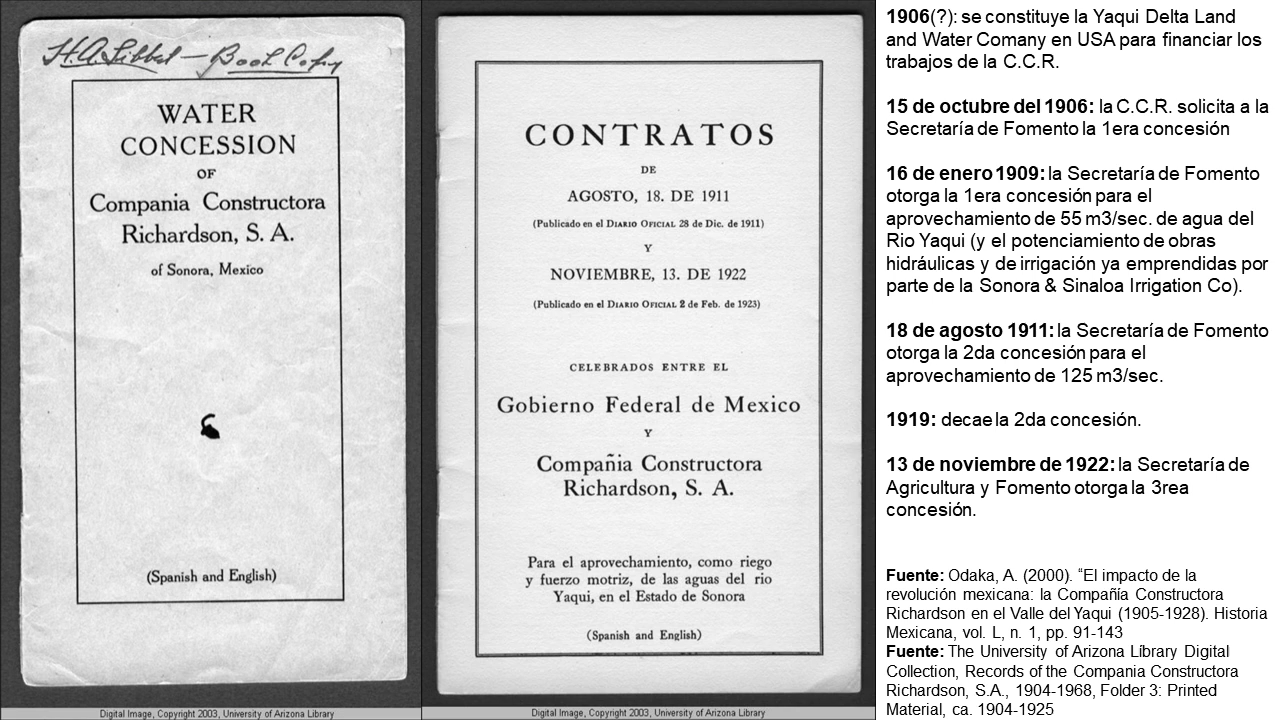 H.A. Sibbet — Book Copy
WATER
CONCESSION
OF
Compania Constructora
Richardson, S. A.
of Sonora, Mexico
(Spanish and English)
Digital Image, Copyright 2003, University of Arizona Library
CONTRATOS
DE
AGOSTO, 18. DE 1911
(Publicado en el DIARIO OFICIAL 28 de Dic. de 1911)
Y
NOVIEMBRE, 13. DE 1922
(Publicado en el DIARIO OFICIAL 2 de Feb. de 1923)
CELEBRADOS ENTRE EL
Gobierno Federal de Mexico
Y
Compañia Constructora
Richardson, S. A.
Para el aprovechamiento, como riego
y fuerzo motriz, de las aguas del rio
Yaqui, en el Estado de Sonora
(Spanish and English)
Digital Image, Copyright 2003, University of Arizona Library
1906(?): se constituye la Yaqui Delta Land
and Water Comany en USA para financiar los
trabajos de la C.C.R.
15 de octubre del 1906: la C.C.R. solicita a la
Secretaría de Fomento la 1era concesión
16 de enero 1909: la Secretaría de Fomento
otorga la 1era concesión para el
aprovechamiento de 55 m3/sec. de agua del
Rio Yaqui (y el potenciamiento de obras
hidráulicas y de irrigación ya emprendidas por
parte de la Sonora & Sinaloa Irrigation Co).
18 de agosto 1911: la Secretaría de Fomento
otorga la 2da concesión para el
aprovechamiento de 125 m3/sec.
1919: decae la 2da concesión.
13 de noviembre de 1922: la Secretaría de
Agricultura y Fomento otorga la 3rea
concesión.
Fuente: Odaka, A. (2000). “El impacto de la
revolución mexicana: la Compañía Constructora
Richardson en el Valle del Yaqui (1905-1928). Historia
Mexicana, vol. L, n. 1, pp. 91-143
Fuente: The University of Arizona Library Digital
Collection, Records of the Compania Constructora
Richardson, S.A., 1904-1968, Folder 3: Printed
Material, ca. 1904-1925